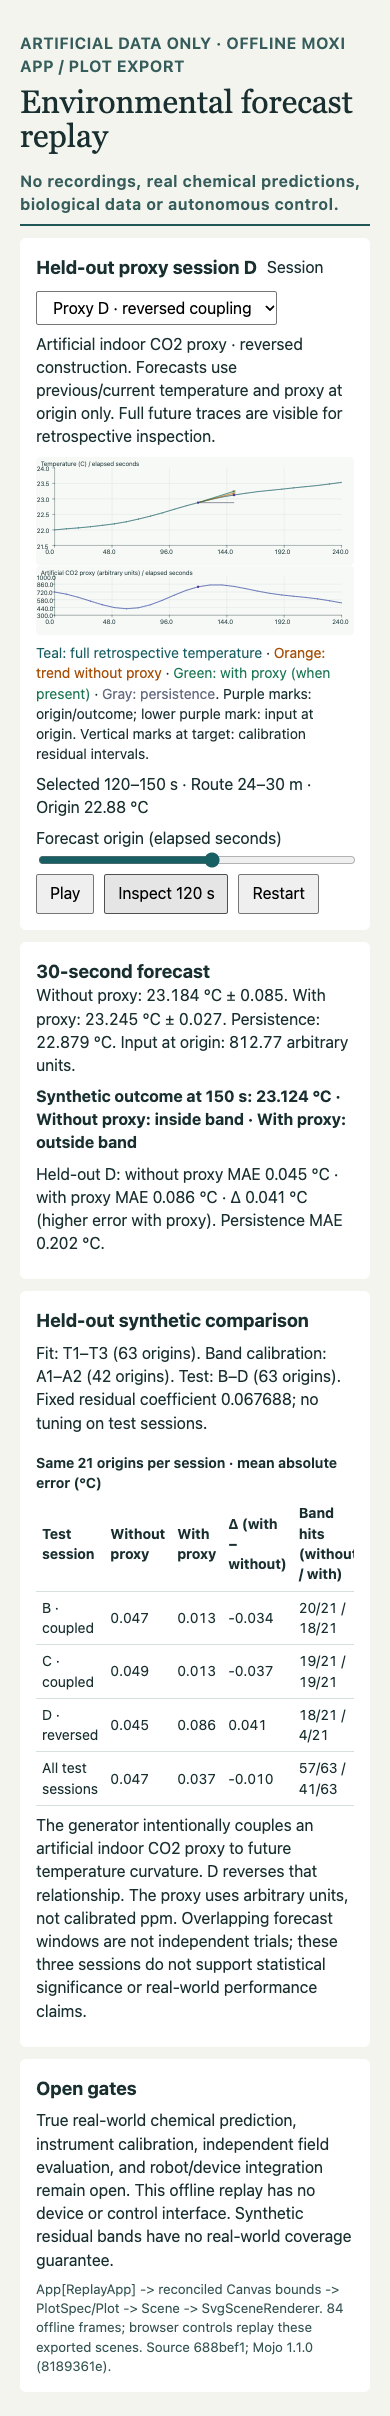 ARTIFICIAL DATA ONLY · OFFLINE MOXI
APP / PLOT EXPORT
Environmental forecast
replay
No recordings, real chemical predictions,
biological data or autonomous control.
Held-out proxy session D Session
Proxy D · reversed coupling
Artificial indoor CO2 proxy · reversed
construction. Forecasts use
previous/current temperature and proxy at
origin only. Full future traces are visible for
retrospective inspection.
Temperature (C) / elapsed seconds
24.0
23.5
23.0
22.5
22.0
21.5
0.0 48.0 96.0 144.0 192.0 240.0
Artificial CO2 proxy (arbitrary units) / elapsed seconds
1000.0
860.0
720.0
580.0
440.0
300.0
0.0 48.0 96.0 144.0 192.0 240.0
Teal: full retrospective temperature · Orange:
trend without proxy · Green: with proxy (when
present) · Gray: persistence. Purple marks:
origin/outcome; lower purple mark: input at
origin. Vertical marks at target: calibration
residual intervals.
Selected 120–150 s · Route 24–30 m ·
Origin 22.88 °C
Forecast origin (elapsed seconds)
Play Inspect 120 s Restart
30-second forecast
Without proxy: 23.184 °C ± 0.085. With
proxy: 23.245 °C ± 0.027. Persistence:
22.879 °C. Input at origin: 812.77 arbitrary
units.
Synthetic outcome at 150 s: 23.124 °C ·
Without proxy: inside band · With proxy:
outside band
Held-out D: without proxy MAE 0.045 °C ·
with proxy MAE 0.086 °C · Δ 0.041 °C
(higher error with proxy). Persistence MAE
0.202 °C.
Held-out synthetic comparison
Fit: T1–T3 (63 origins). Band calibration:
A1–A2 (42 origins). Test: B–D (63 origins).
Fixed residual coefficient 0.067688; no
tuning on test sessions.
Same 21 origins per session · mean absolute
error (°C)
Test session Without proxy With proxy Δ (with − without) Band hits (without / with)
B · coupled 0.047 0.013 -0.034 20/21 / 18/21
C · coupled 0.049 0.013 -0.037 19/21 / 19/21
D · reversed 0.045 0.086 0.041 18/21 / 4/21
All test sessions 0.047 0.037 -0.010 57/63 / 41/63
The generator intentionally couples an
artificial indoor CO2 proxy to future
temperature curvature. D reverses that
relationship. The proxy uses arbitrary units,
not calibrated ppm. Overlapping forecast
windows are not independent trials; these
three sessions do not support statistical
significance or real-world performance
claims.
Open gates
True real-world chemical prediction,
instrument calibration, independent field
evaluation, and robot/device integration
remain open. This offline replay has no
device or control interface. Synthetic
residual bands have no real-world coverage
guarantee.
App[ReplayApp] -> reconciled Canvas bounds ->
PlotSpec/Plot -> Scene -> SvgSceneRenderer. 84
offline frames; browser controls replay these
exported scenes. Source 688bef1; Mojo 1.1.0
(8189361e).